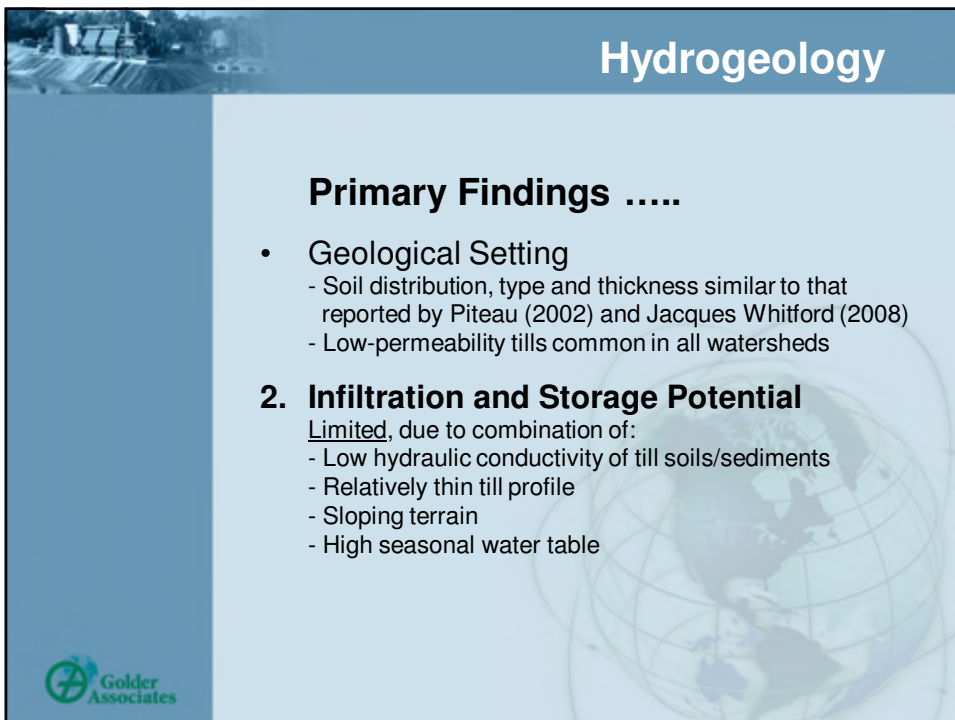 Hydrogeology
Primary Findings …..
• Geological Setting
- Soil distribution, type and thickness similar to that
reported by Piteau (2002) and Jacques Whitford (2008)
- Low-permeability tills common in all watersheds
2. Infiltration and Storage Potential
Limited, due to combination of:
- Low hydraulic conductivity of till soils/sediments
- Relatively thin till profile
- Sloping terrain
- High seasonal water table
Golder
Associates